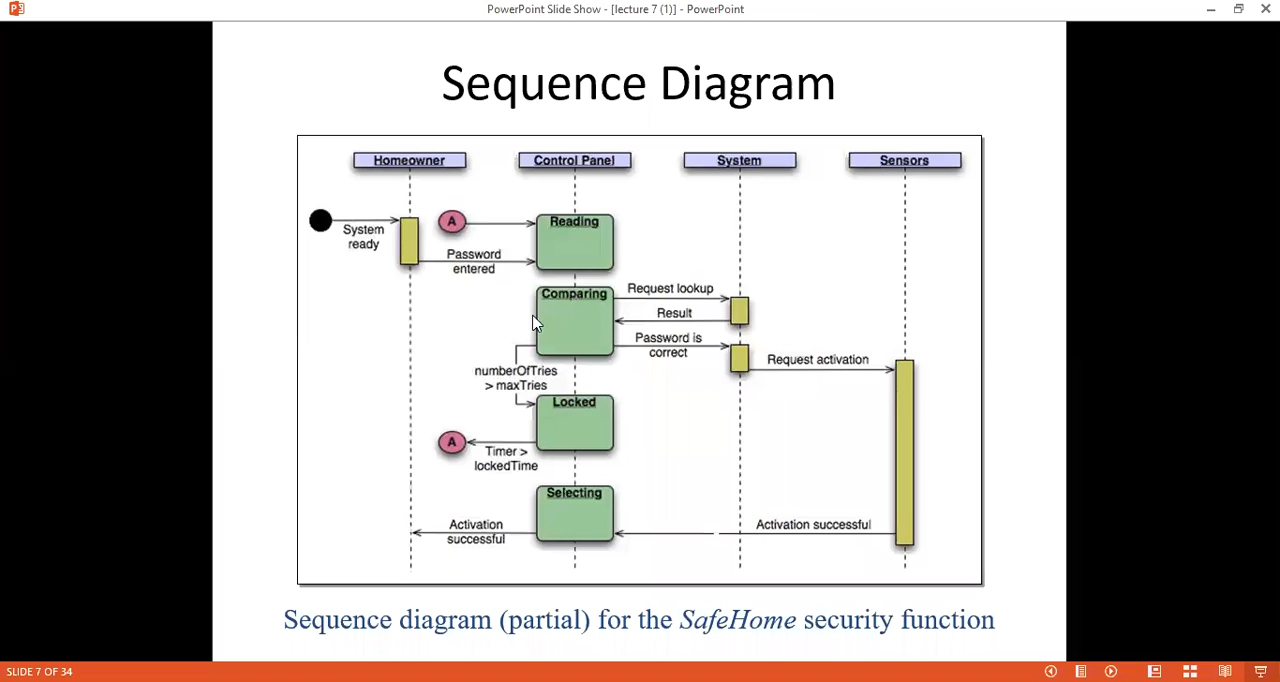 PowerPoint Slide Show - [lecture 7 (1)] - PowerPoint
Sequence Diagram
Homeowner
Control Panel
System
Sensors
System
ready
A
Reading
Password
entered
Comparing
Request lookup
Result
Password is
correct
Request activation
numberOfTries
> maxTries
Locked
A
Timer >
lockedTime
Selecting
Activation
successful
Activation successful
Sequence diagram (partial) for the SafeHome security function
SLIDE 7 OF 34